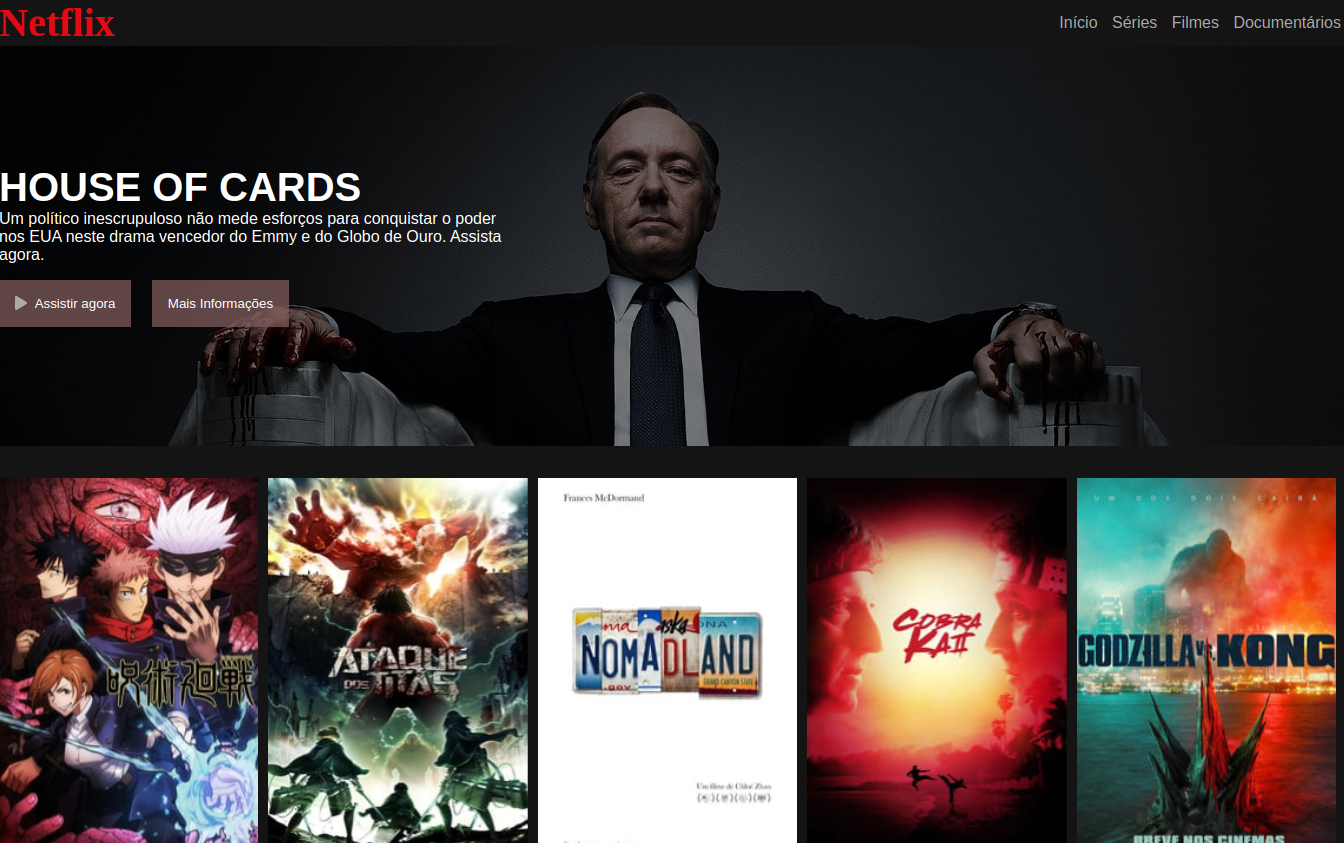 Netflix
Início Séries Filmes Documentários
HOUSE OF CARDS
Um político inescrupuloso não mede esforços para conquistar o poder
nos EUA neste drama vencedor do Emmy e do Globo de Ouro. Assista
agora.
Assistir agora
Mais Informações
呪術廻戦
ATAQUE
DOS TITÃS
Frances McDormand
NOMADLAND
GRAND CANYON STATE
Um filme de Chloé Zhao
COBRA
KAI
UM DOS DOIS CAIRÁ
GODZILLA vs. KONG
BREVE NOS CINEMAS